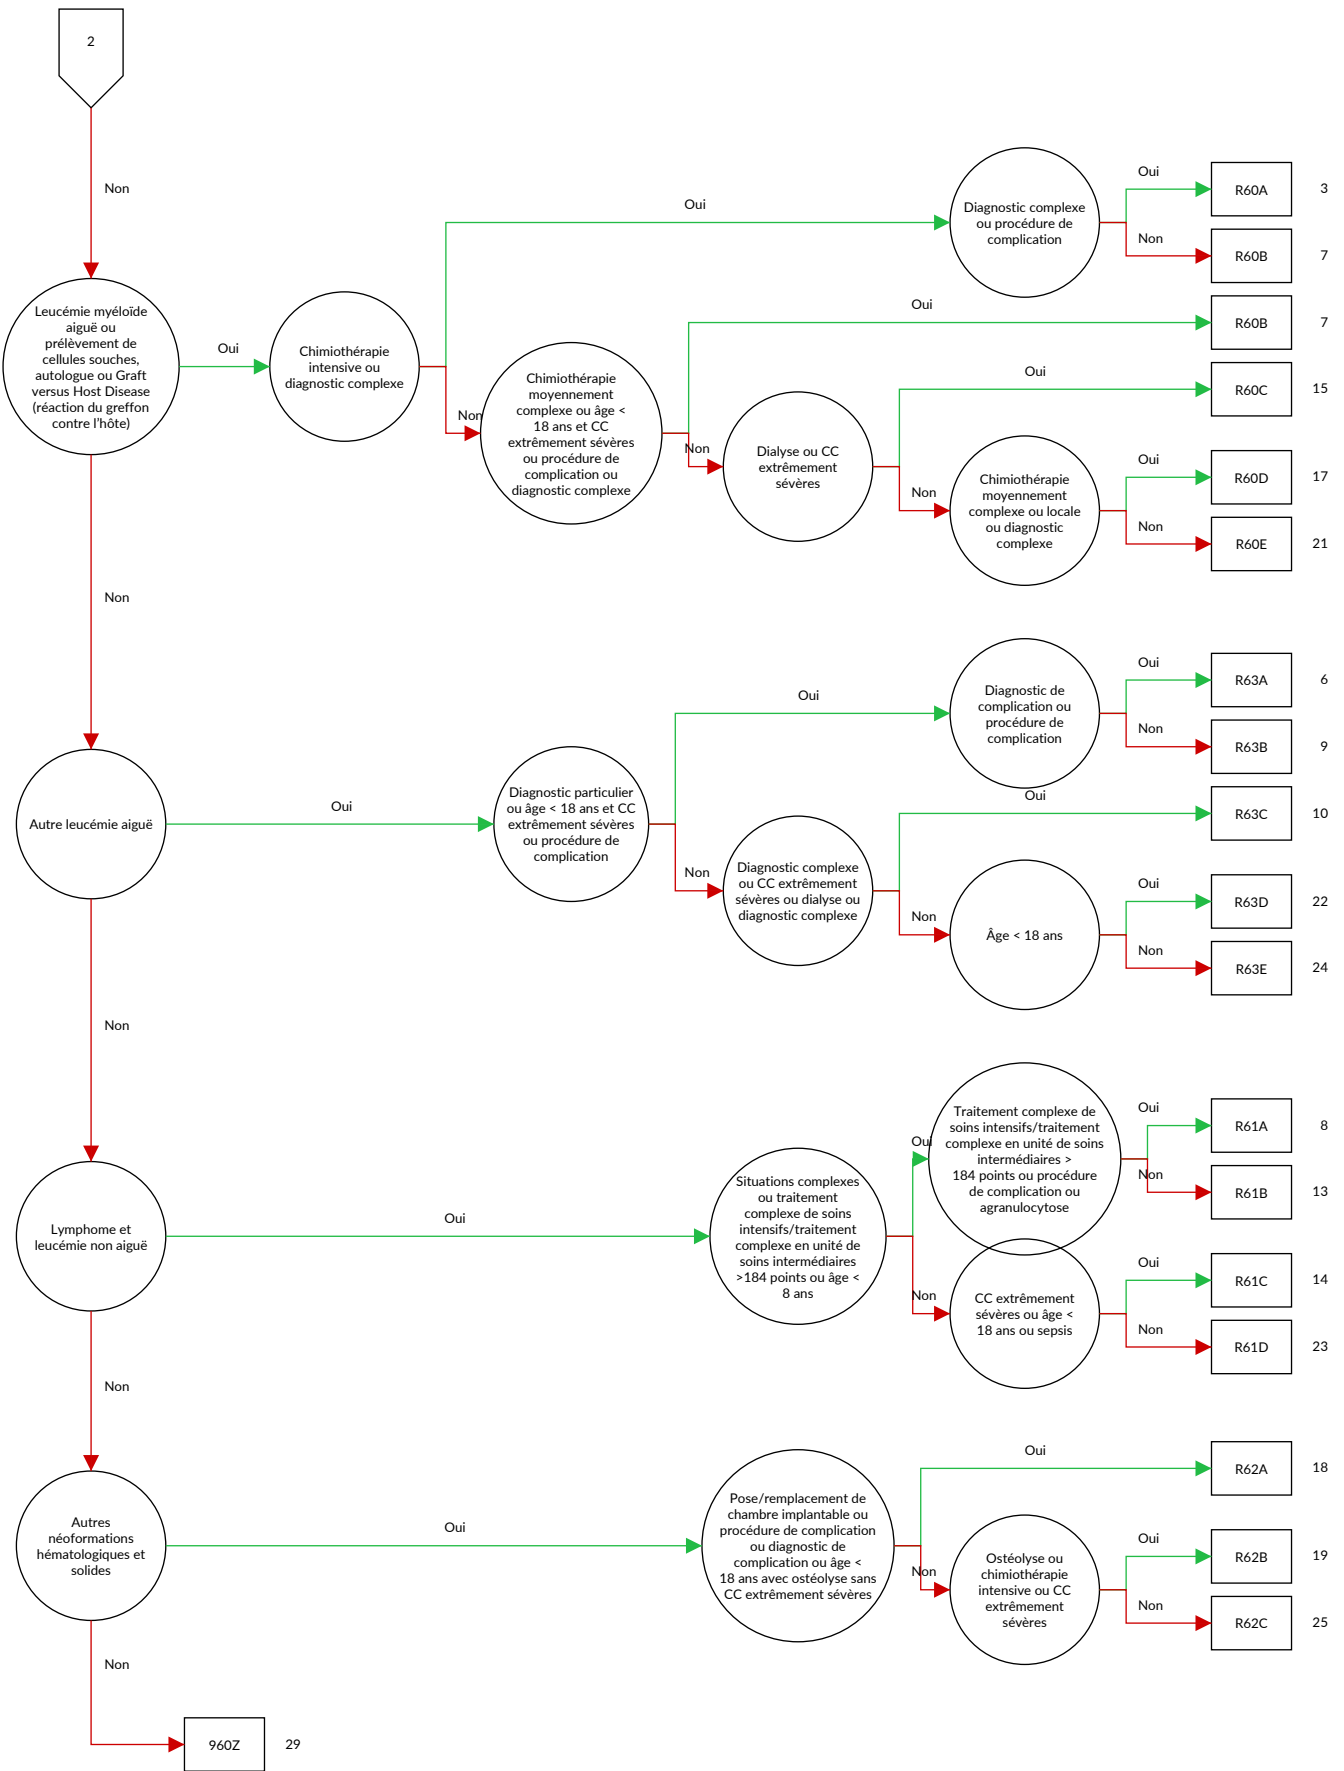 2
Non
Leucémie myéloïde
aiguë ou
prélèvement de
cellules souches,
autologue ou Graft
versus Host Disease
(réaction du greffon
contre l'hôte)
Oui
Chimiothérapie
intensive ou
diagnostic complexe
Oui
Diagnostic complexe
ou procédure de
complication
Oui
R60A 3
Non
R60B 7
Non
Chimiothérapie
moyennement
complexe ou âge <
18 ans et CC
extrêmement sévères
ou procédure de
complication ou
diagnostic complexe
Oui
R60B 7
Non
Dialyse ou CC
extrêmement
sévères
Oui
R60C 15
Non
Chimiothérapie
moyennement
complexe ou locale
ou diagnostic
complexe
Oui
R60D 17
Non
R60E 21
Non
Autre leucémie aiguë
Oui
Diagnostic particulier
ou âge < 18 ans et CC
extrêmement sévères
ou procédure de
complication
Oui
Diagnostic de
complication ou
procédure de
complication
Oui
R63A 6
Non
R63B 9
Non
Diagnostic complexe
ou CC extrêmement
sévères ou dialyse ou
diagnostic complexe
Oui
R63C 10
Non
Âge < 18 ans
Oui
R63D 22
Non
R63E 24
Non
Lymphome et
leucémie non aiguë
Oui
Situations complexes
ou traitement
complexe de soins
intensifs/traitement
complexe en unité de
soins intermédiaires
>184 points ou âge <
8 ans
Oui
Traitement complexe de
soins intensifs/traitement
complexe en unité de soins
intermédiaires >
184 points ou procédure
de complication ou
agranulocytose
Oui
R61A 8
Non
R61B 13
Non
CC extrêmement
sévères ou âge <
18 ans ou sepsis
Oui
R61C 14
Non
R61D 23
Non
Autres
néoformations
hématologiques et
solides
Oui
Pose/remplacement de
chambre implantable ou
procédure de complication
ou diagnostic de
complication ou âge <
18 ans avec ostéolyse sans
CC extrêmement sévères
Oui
R62A 18
Non
Ostéolyse ou
chimiothérapie
intensive ou CC
extrêmement
sévères
Oui
R62B 19
Non
R62C 25
Non
960Z 29